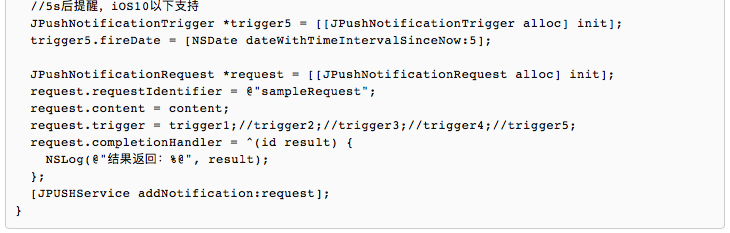 //5s后提醒，iOS10以下支持
JPushNotificationTrigger *trigger5 = [[JPushNotificationTrigger alloc] init];
trigger5.fireDate = [NSDate dateWithTimeIntervalSinceNow:5];
JPushNotificationRequest *request = [[JPushNotificationRequest alloc] init];
request.requestIdentifier = @"sampleRequest";
request.content = content;
request.trigger = trigger1;//trigger2;//trigger3;//trigger4;//trigger5;
request.completionHandler = ^(id result) {
NSLog(@"结果返回：%@", result);
};
[JPUSHService addNotification:request];
}